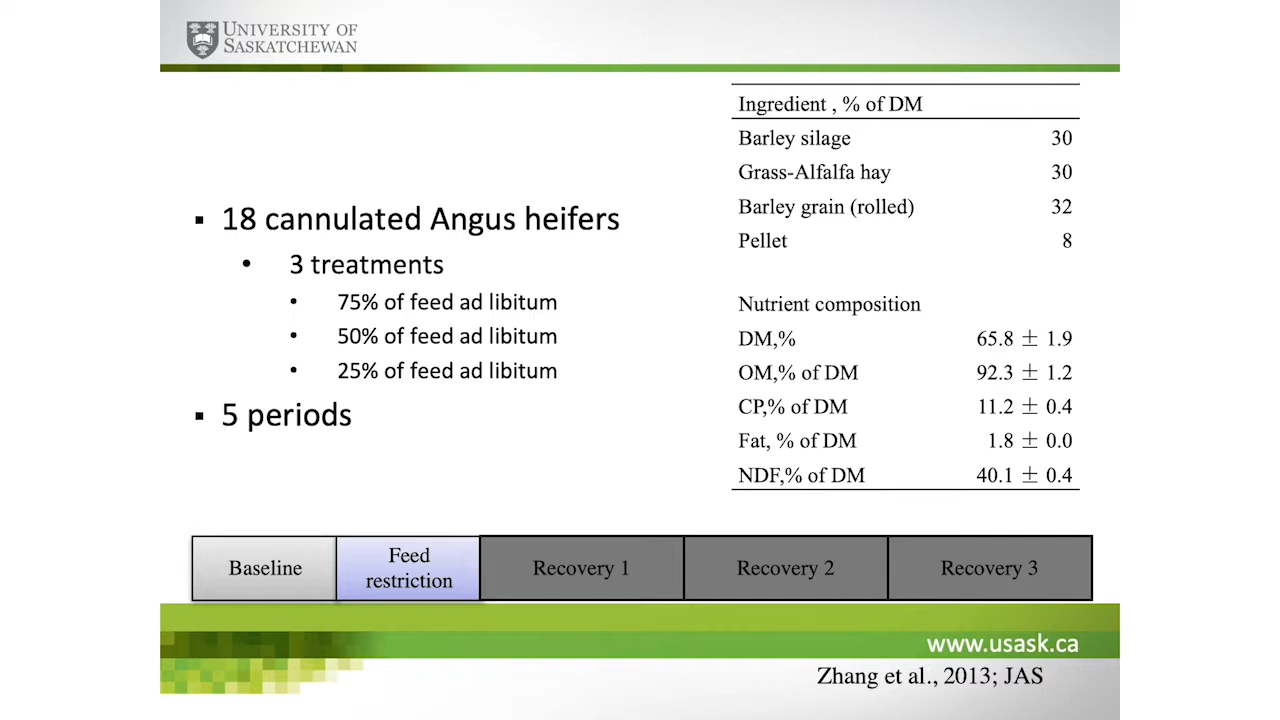 UNIVERSITY OF
SASKATCHEWAN
▪ 18 cannulated Angus heifers
• 3 treatments
• 75% of feed ad libitum
• 50% of feed ad libitum
• 25% of feed ad libitum
▪ 5 periods
Ingredient , % of DM
Barley silage 30
Grass-Alfalfa hay 30
Barley grain (rolled) 32
Pellet 8
Nutrient composition
DM,% 65.8 ± 1.9
OM,% of DM 92.3 ± 1.2
CP,% of DM 11.2 ± 0.4
Fat, % of DM 1.8 ± 0.0
NDF,% of DM 40.1 ± 0.4
Baseline
Feed
restriction
Recovery 1
Recovery 2
Recovery 3
www.usask.ca
Zhang et al., 2013; JAS